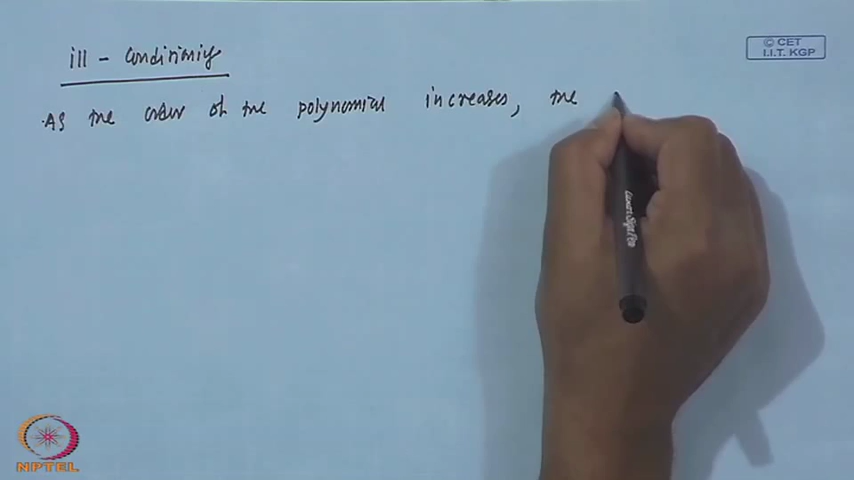 ill - Conditioning
© CET
I.I.T. KGP
As the order of the polynomial increases, the
NPTEL